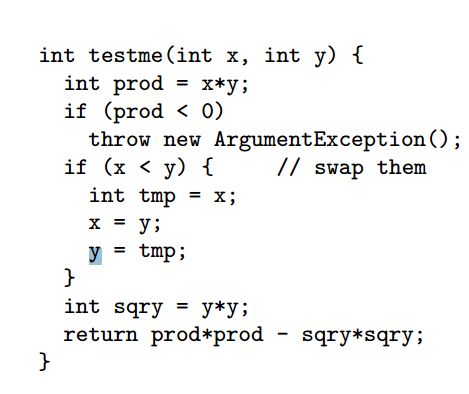 int testme(int x, int y) {
int prod = x*y;
if (prod < 0)
throw new ArgumentException();
if (x < y) { // swap them
int tmp = x;
x = y;
y = tmp;
}
int sqry = y*y;
return prod*prod - sqry*sqry;
}